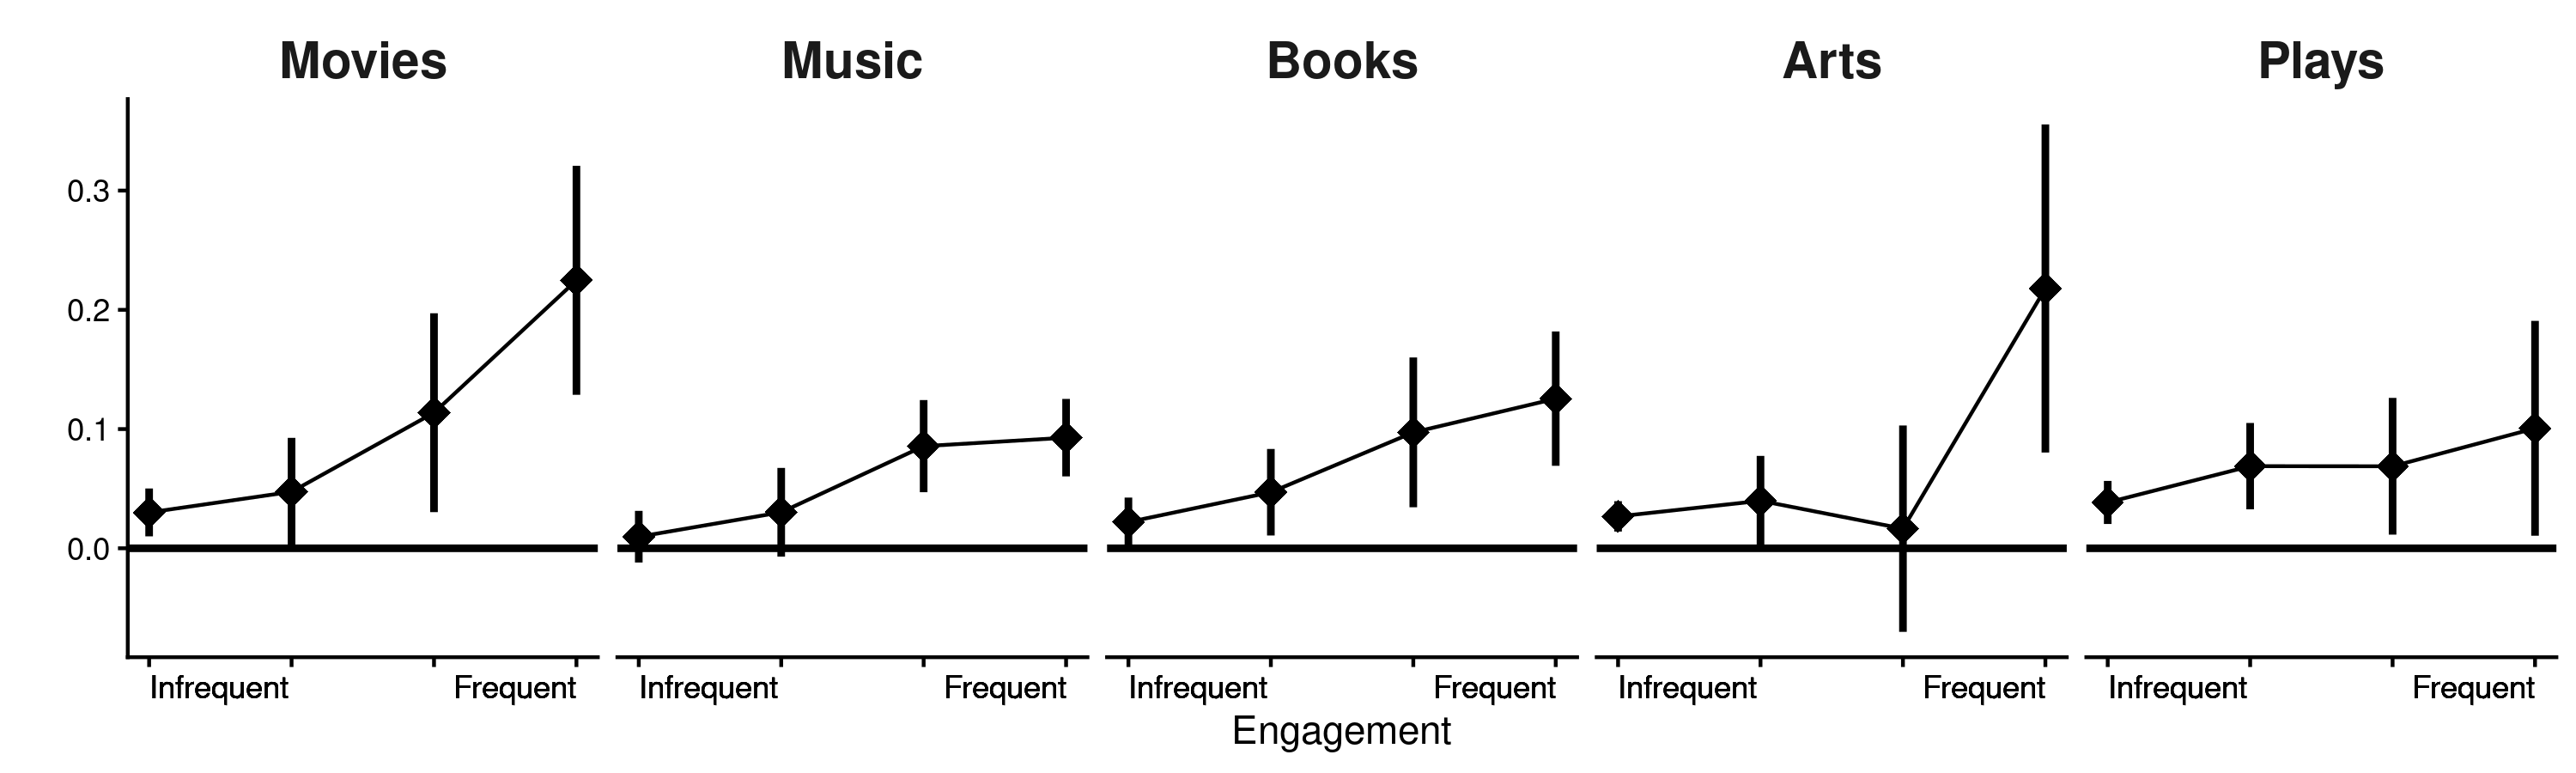 Movies Music Books Arts Plays
0.3
0.2
0.1
0.0
Infrequent Frequent Infrequent Frequent Infrequent Frequent Infrequent Frequent Infrequent Frequent
Engagement